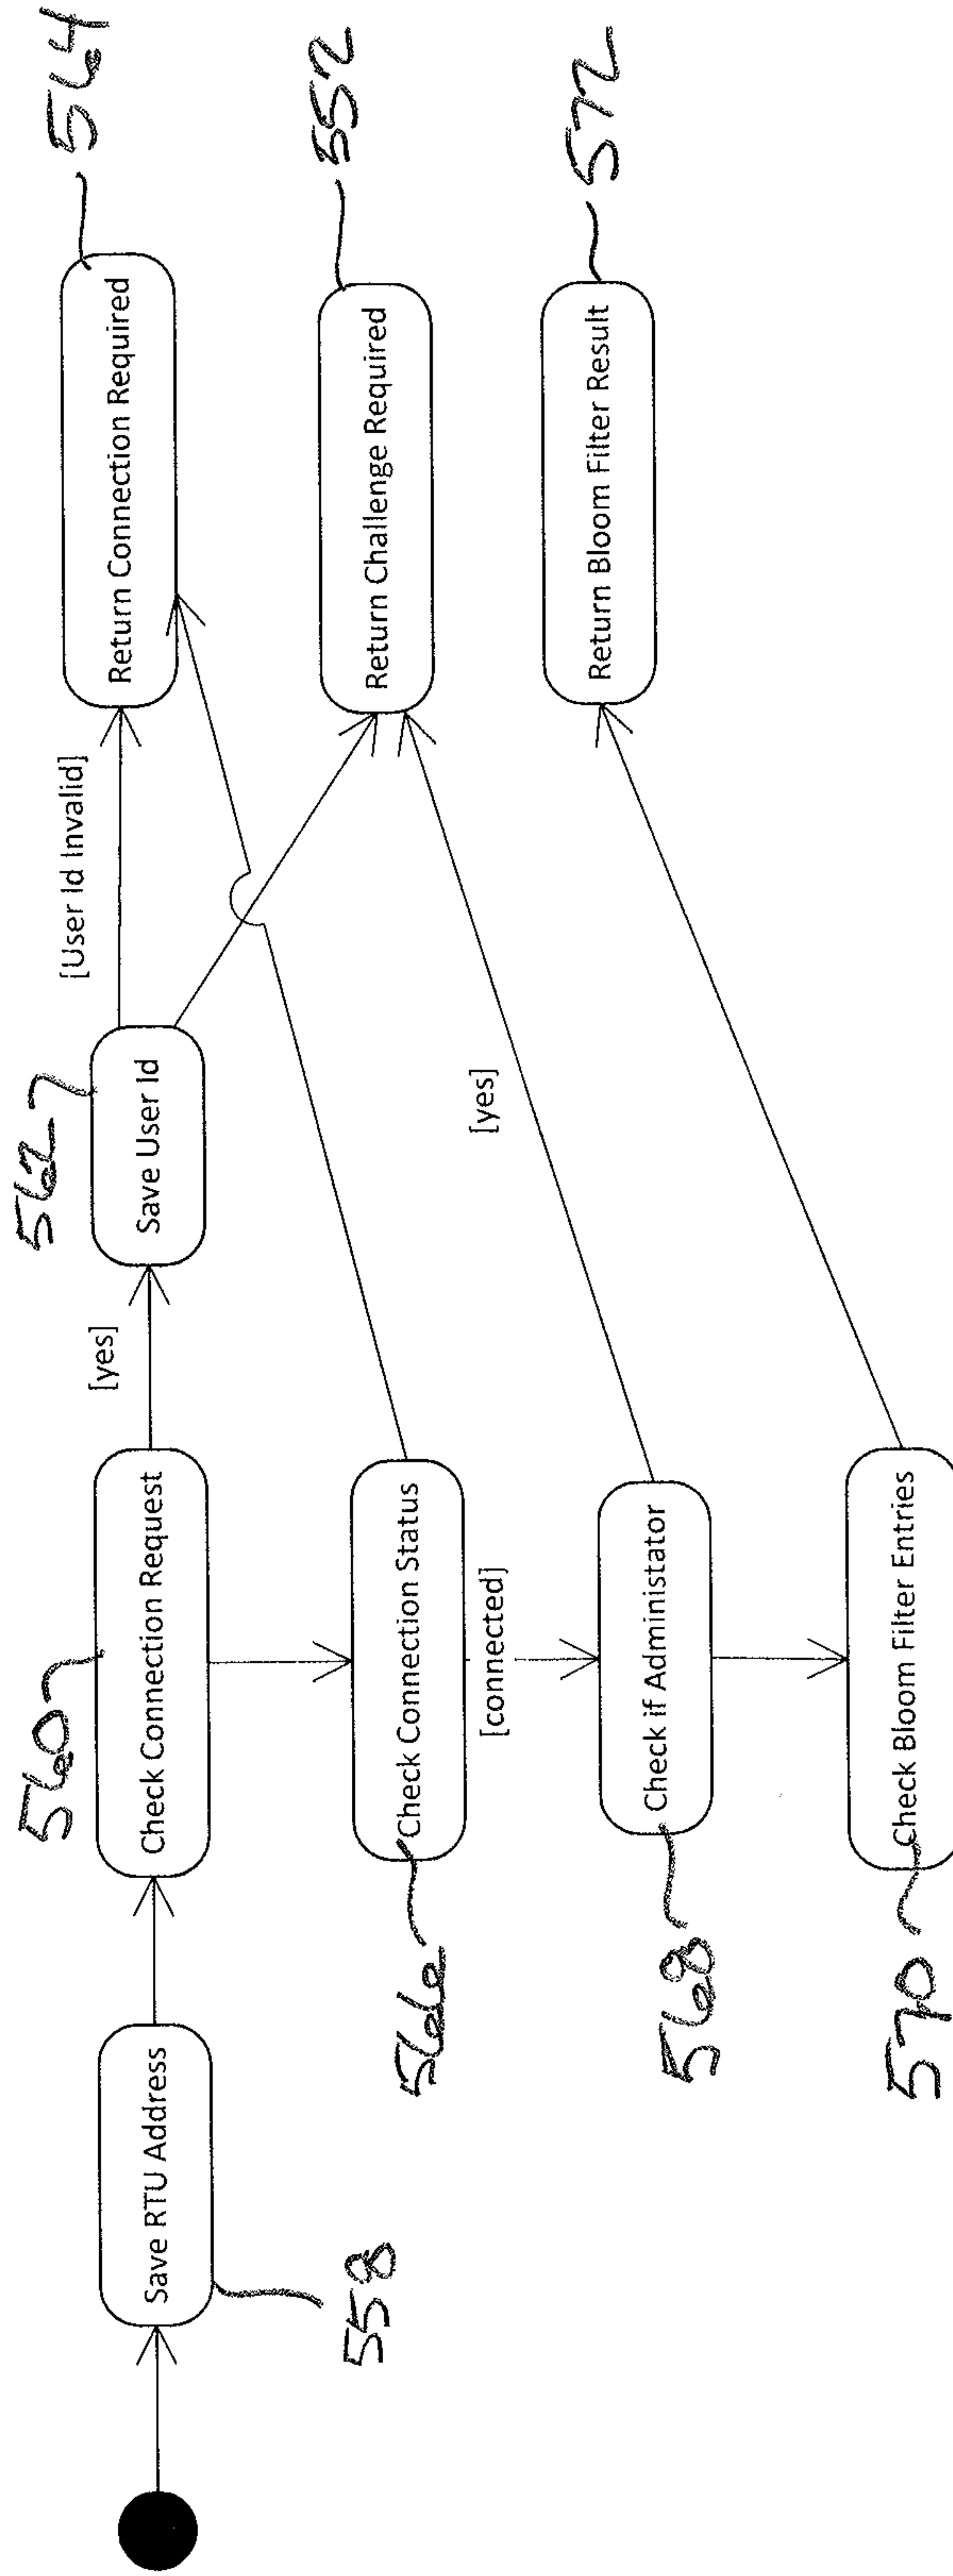 564
Return Connection Required
[User Id Invalid]
562
Save User Id
[yes]
560
Check Connection Request
Save RTU Address
558
552
Return Challenge Required
Check Connection Status
566
[connected]
[yes]
572
Return Bloom Filter Result
Check if Administator
568
Check Bloom Filter Entries
570